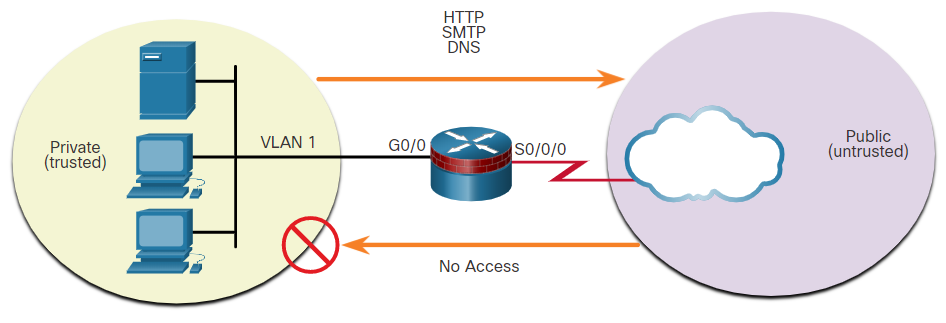 HTTP
SMTP
DNS
Private
(trusted)
VLAN 1
G0/0
S0/0/0
Public
(untrusted)
No Access